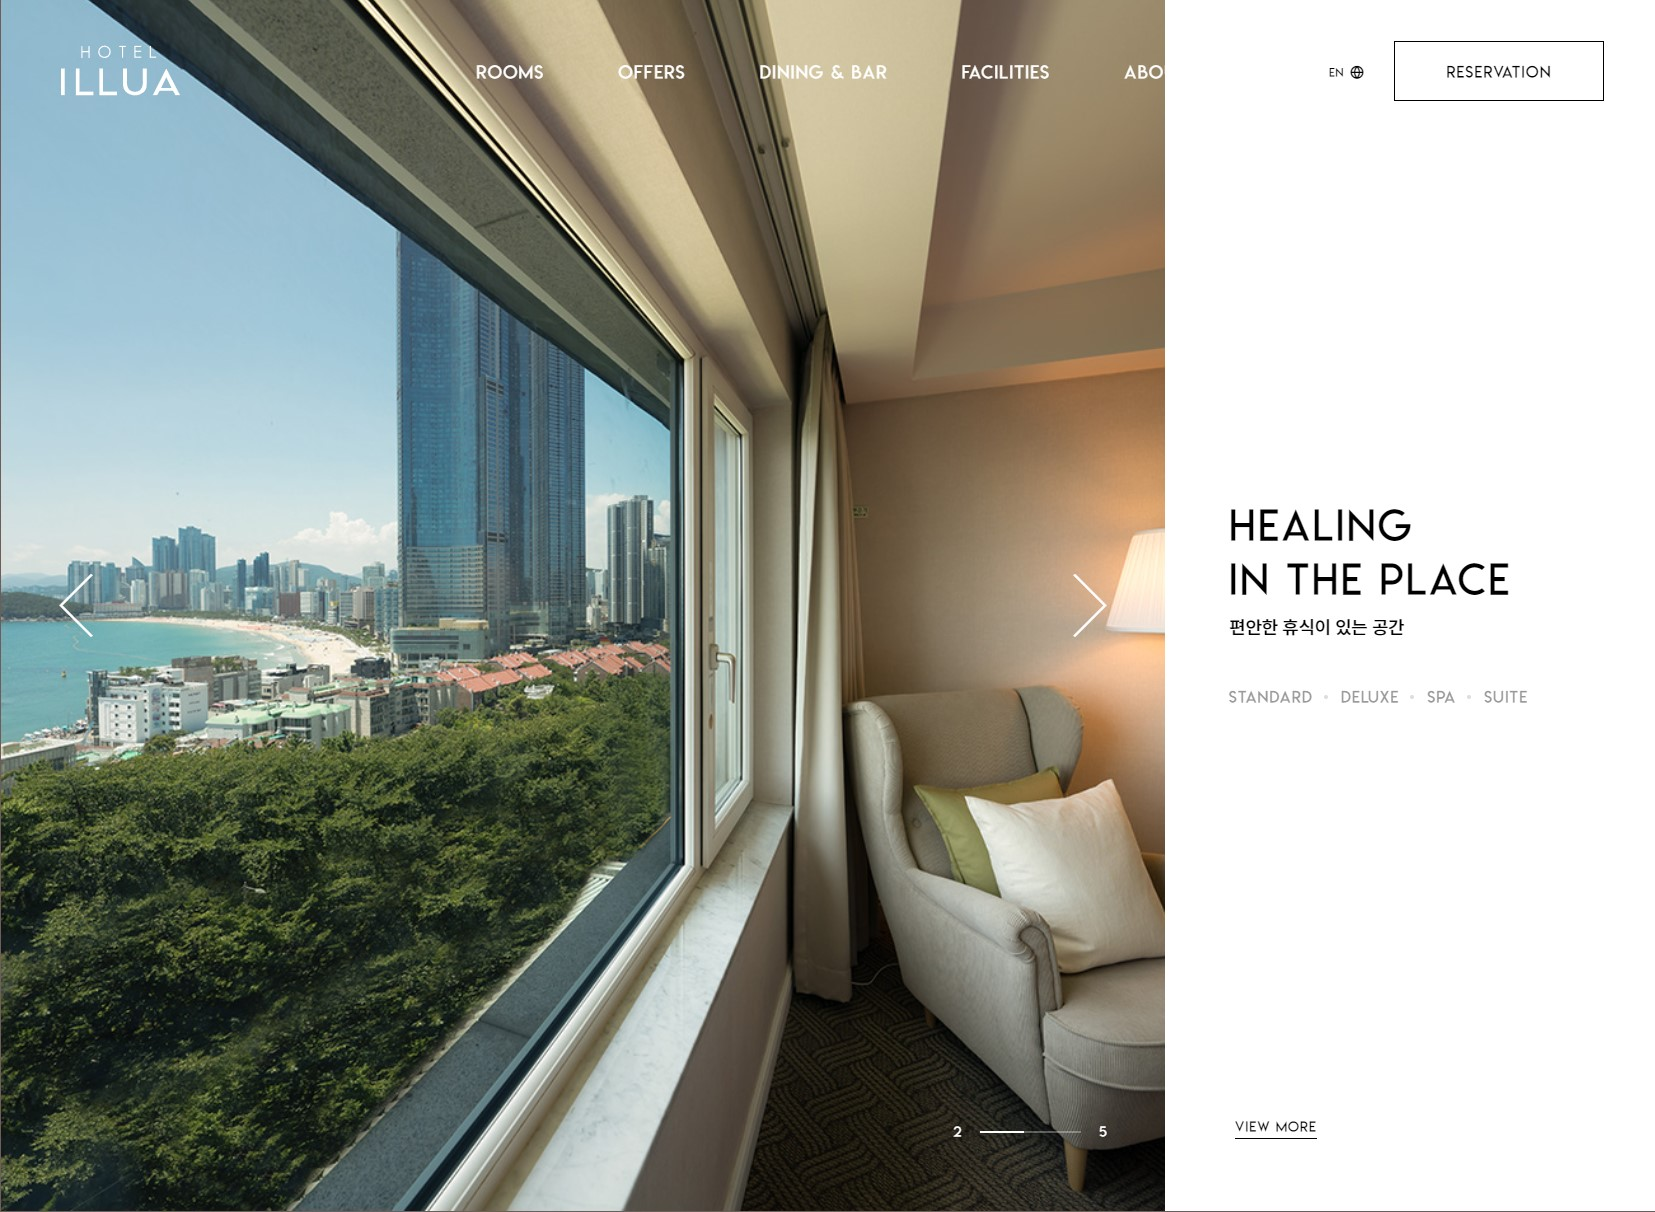 HOTEL
ILLUA
ROOMS OFFERS DINING & BAR FACILITIES ABOU
EN RESERVATION
HEALING
IN THE PLACE
편안한 휴식이 있는 공간
STANDARD • DELUXE • SPA • SUITE
2 5
VIEW MORE